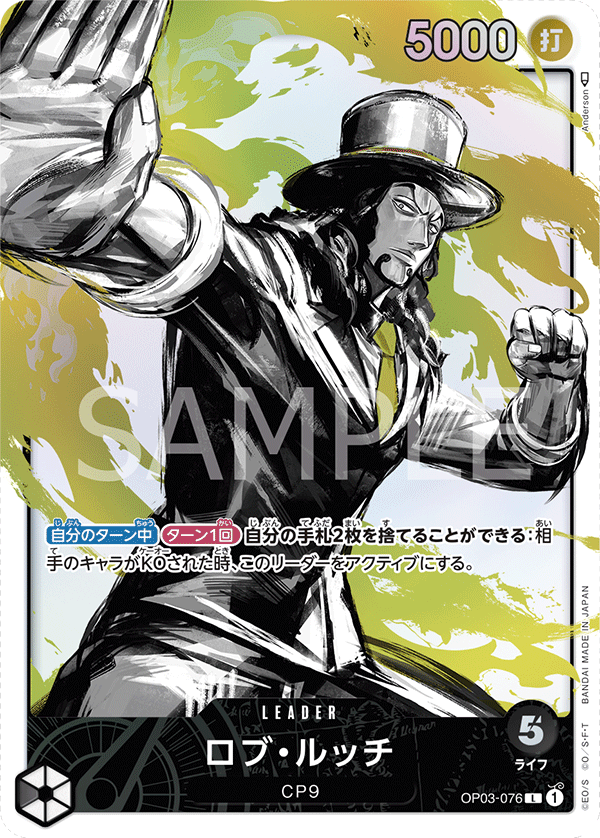 5000 打
Anderson
SAMPLE
自分のターン中 ターン1回 自分の手札2枚を捨てることができる:相
手のキャラがKOされた時、このリーダーをアクティブにする。
LEADER
ロブ・ルッチ
CP9
5
ライフ
OP03-076 L 1
©E.O/S ©O/S・F・T BANDAI MADE IN JAPAN